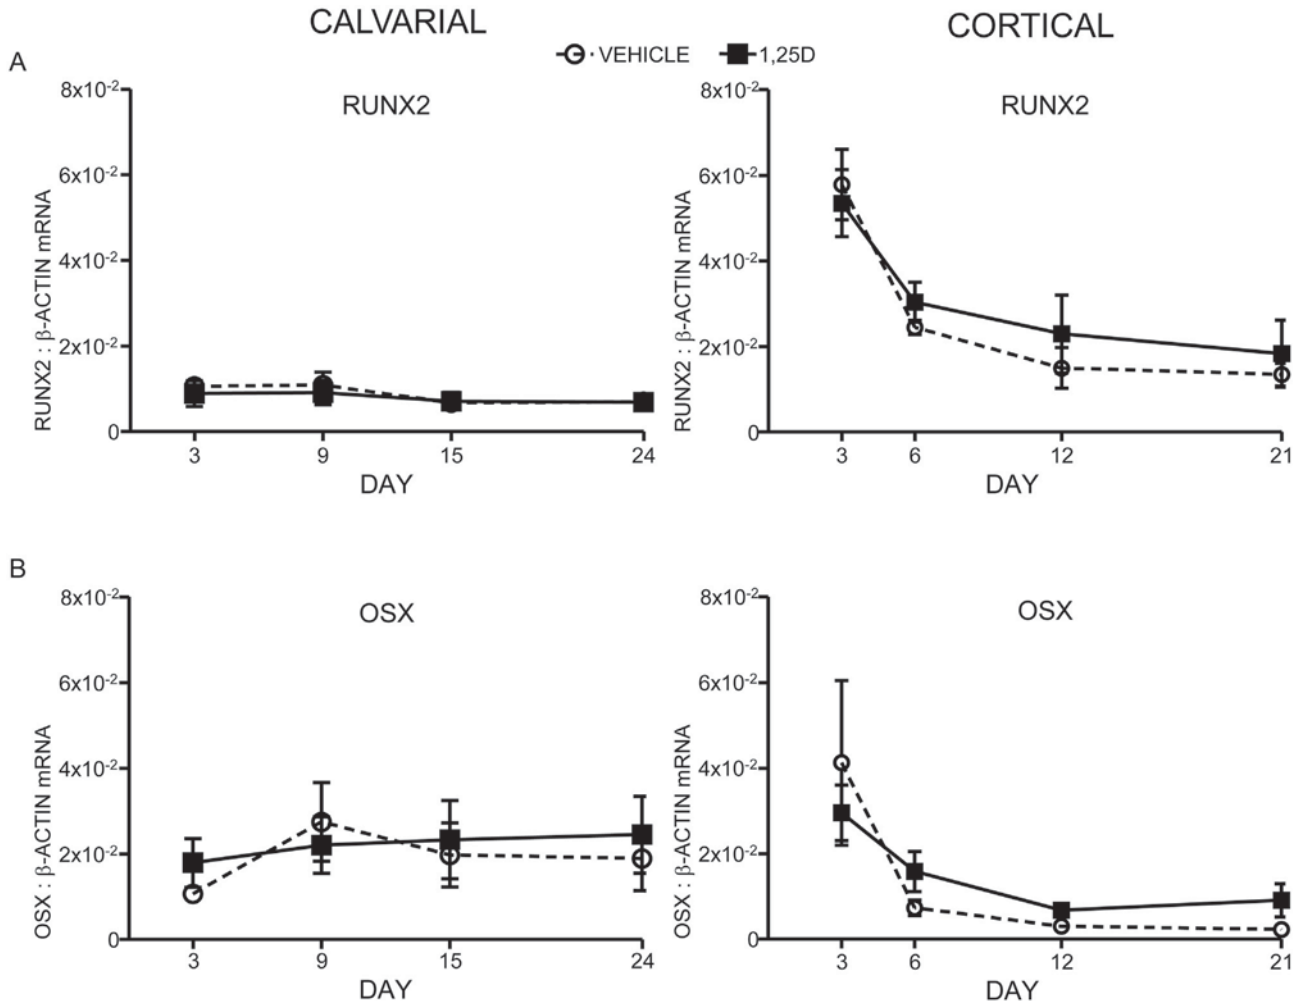 CALVARIAL
CORTICAL
VEHICLE
1,25D
A
RUNX2
8x10-2
6x10-2
4x10-2
2x10-2
0
RUNX2 : β-ACTIN mRNA
3 9 15 24
DAY
RUNX2
8x10-2
6x10-2
4x10-2
2x10-2
0
RUNX2 : β-ACTIN mRNA
3 6 12 21
DAY
B
OSX
8x10-2
6x10-2
4x10-2
2x10-2
0
OSX : β-ACTIN mRNA
3 9 15 24
DAY
OSX
8x10-2
6x10-2
4x10-2
2x10-2
0
OSX : β-ACTIN mRNA
3 6 12 21
DAY